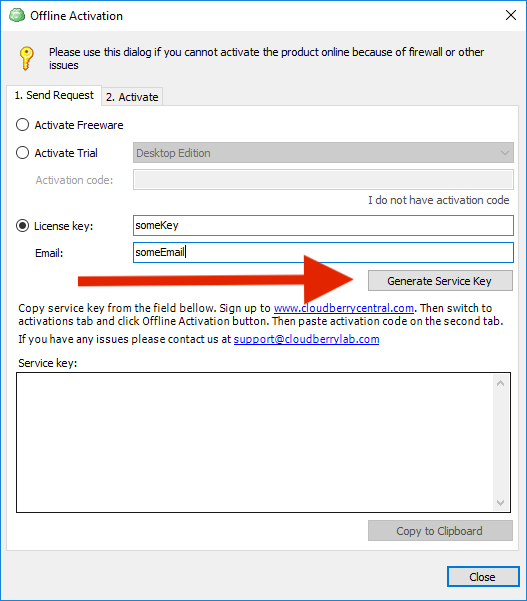 Offline Activation
Please use this dialog if you cannot activate the product online because of firewall or other
issues
1. Send Request
2. Activate
Activate Freeware
Activate Trial
Desktop Edition
Activation code:
I do not have activation code
License key:
someKey
Email:
someEmail
Generate Service Key
Copy service key from the field bellow. Sign up to www.cloudberrycentral.com. Then switch to
activations tab and click Offline Activation button. Then paste activation code on the second tab.
If you have any issues please contact us at support@cloudberrylab.com
Service key:
Copy to Clipboard
Close